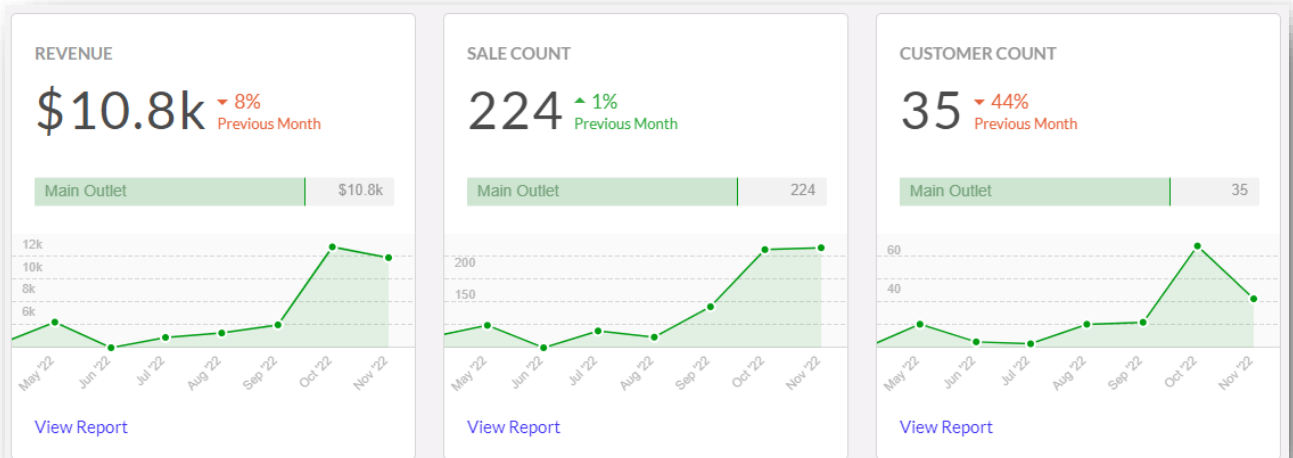 REVENUE
$10.8k ▼ 8%
Previous Month
Main Outlet $10.8k
12k
10k
8k
6k
May '22 Jun '22 Jul '22 Aug '22 Sep '22 Oct '22 Nov '22
View Report
SALE COUNT
224 ▲ 1%
Previous Month
Main Outlet 224
200
150
May '22 Jun '22 Jul '22 Aug '22 Sep '22 Oct '22 Nov '22
View Report
CUSTOMER COUNT
35 ▼ 44%
Previous Month
Main Outlet 35
60
40
May '22 Jun '22 Jul '22 Aug '22 Sep '22 Oct '22 Nov '22
View Report